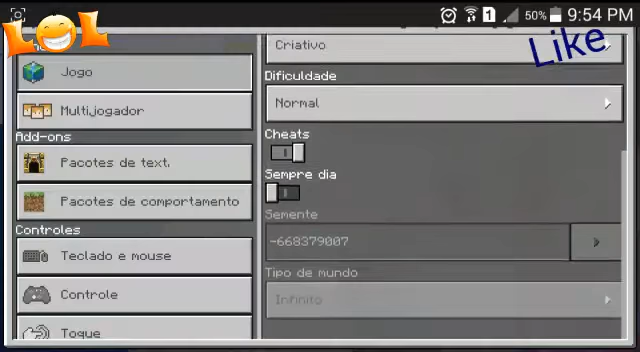 1 50% 9:54 PM
LOL
Like
Jogo
Multijogador
Add-ons
Pacotes de text.
Pacotes de comportamento
Controles
Teclado e mouse
Controle
Toque
Criativo
Dificuldade
Normal
Cheats
Sempre dia
Semente
-668379007
Tipo de mundo
Infinito